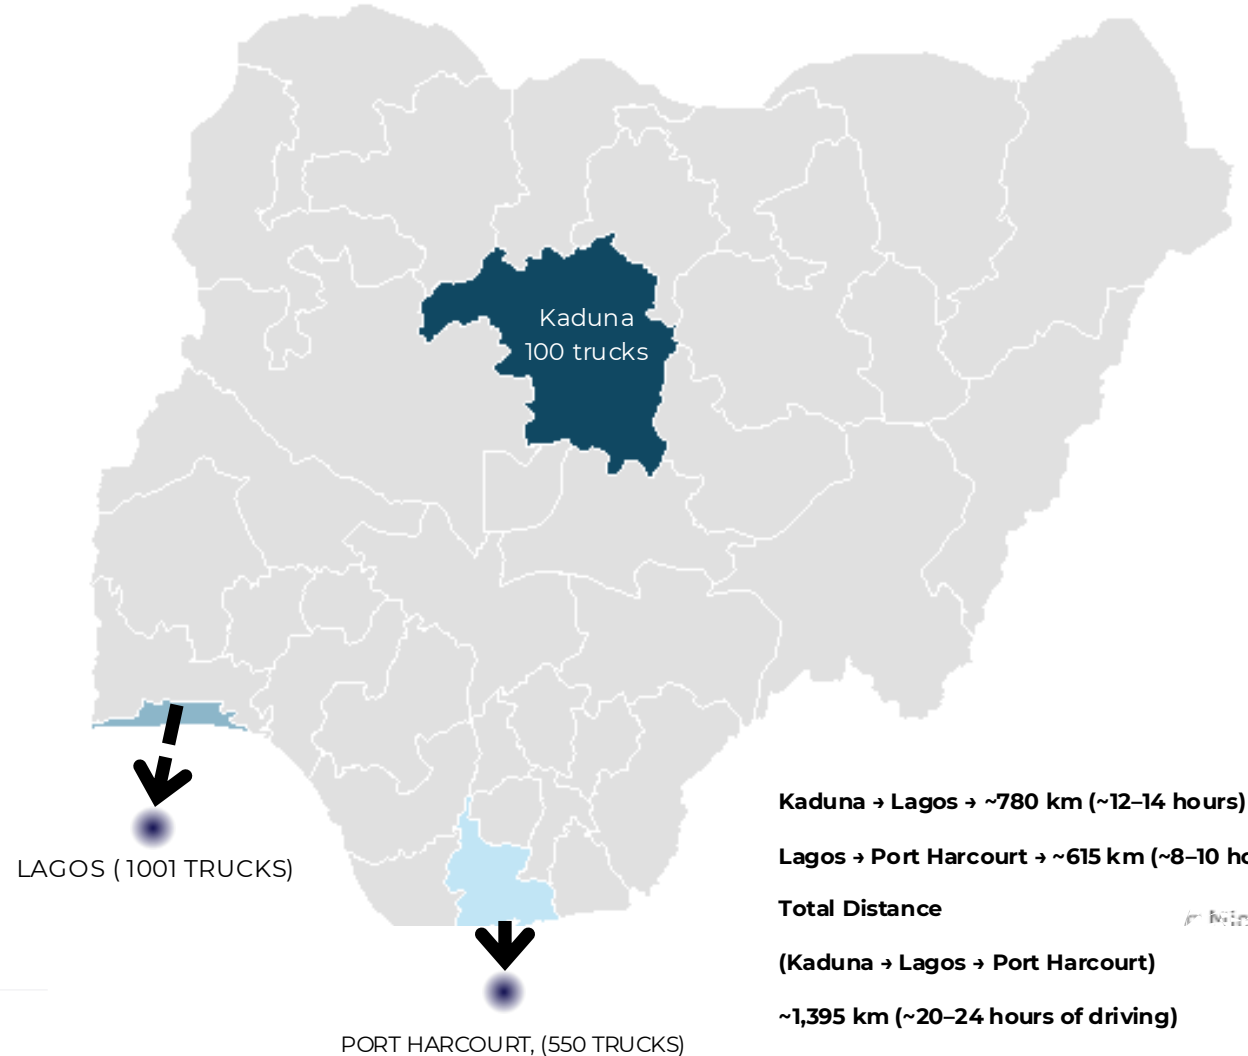 Kaduna
100 trucks
LAGOS ( 1001 TRUCKS)
PORT HARCOURT, (550 TRUCKS)
Kaduna → Lagos → ~780 km (~12–14 hours)
Lagos → Port Harcourt → ~615 km (~8–10 ho
Total Distance
(Kaduna → Lagos → Port Harcourt)
~1,395 km (~20–24 hours of driving)